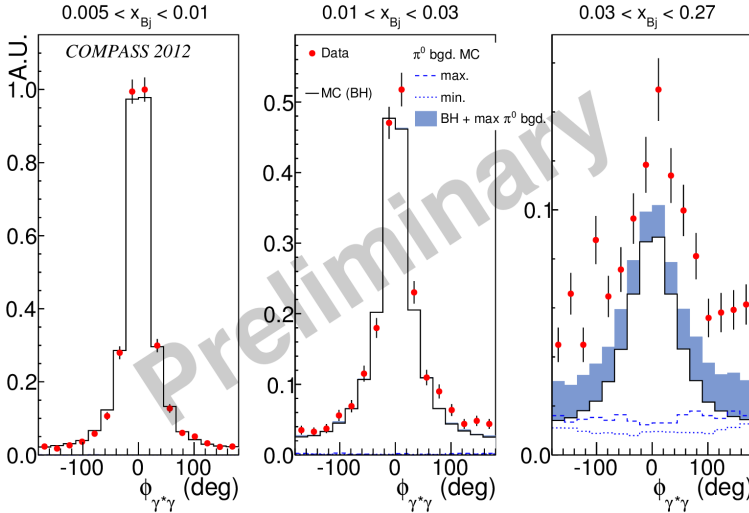 0.005 < x_Bj < 0.01
0.01 < x_Bj < 0.03
0.03 < x_Bj < 0.27
A.U.
COMPASS 2012
Data
MC (BH)
π⁰ bgd. MC
max.
min.
BH + max π⁰ bgd.
Preliminary
1.0
0.8
0.6
0.4
0.2
0.0
0.5
0.4
0.3
0.2
0.1
0.0
0.1
0.0
-100 0 100
-100 0 100
-100 0 100
ϕ_γ*γ (deg)
ϕ_γ*γ (deg)
ϕ_γ*γ (deg)